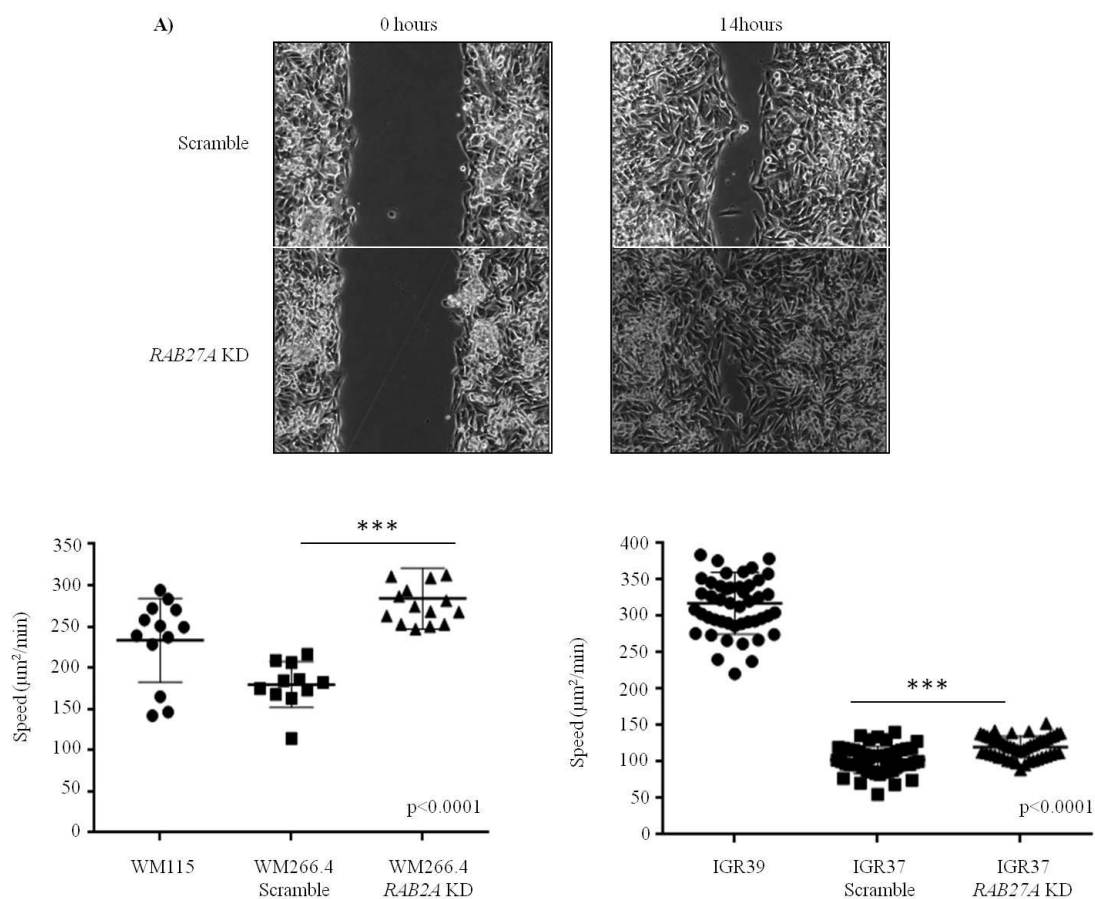 A)
0 hours
14hours
Scramble
RAB27A KD
***
350
300
250
200
150
100
50
0
Speed (µm²/min)
p<0.0001
WM115
WM266.4
Scramble
WM266.4
RAB2A KD
***
400
350
300
250
200
150
100
50
0
Speed (µm²/min)
p<0.0001
IGR39
IGR37
Scramble
IGR37
RAB27A KD